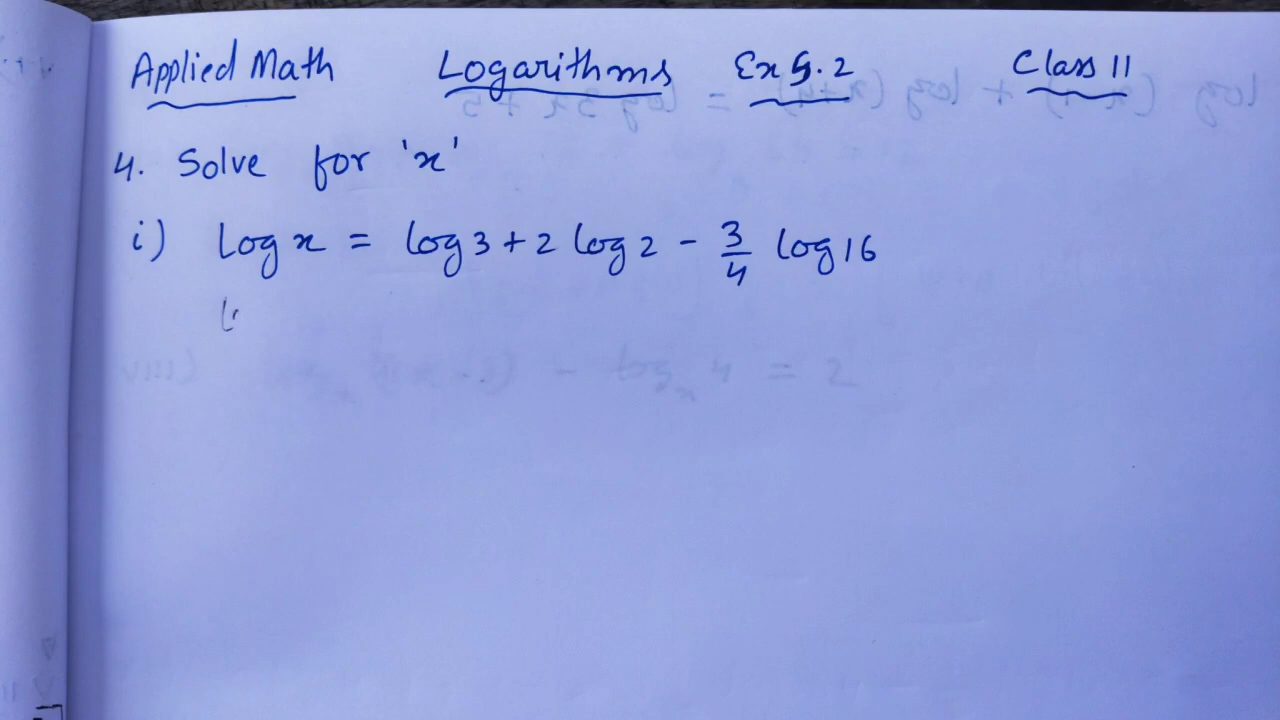 Applied Math Logarithms Ex 5.2 Class 11
4. Solve for 'x'
i) log x = log 3 + 2 log 2 - 3/4 log 16